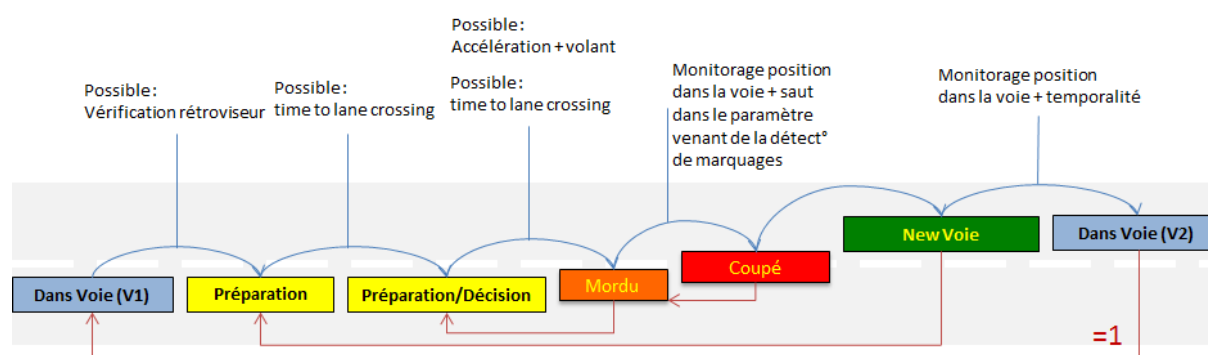 Possible:
Accélération + volant
Possible:
Vérification rétroviseur
Possible:
time to lane crossing
Possible:
time to lane crossing
Monitorage position
dans la voie + saut
dans le paramètre
venant de la détect°
de marquages
Monitorage position
dans la voie + temporalité
New Voie
Dans Voie (V2)
Coupé
Dans Voie (V1)
Préparation
Préparation/Décision
Mordu
=1